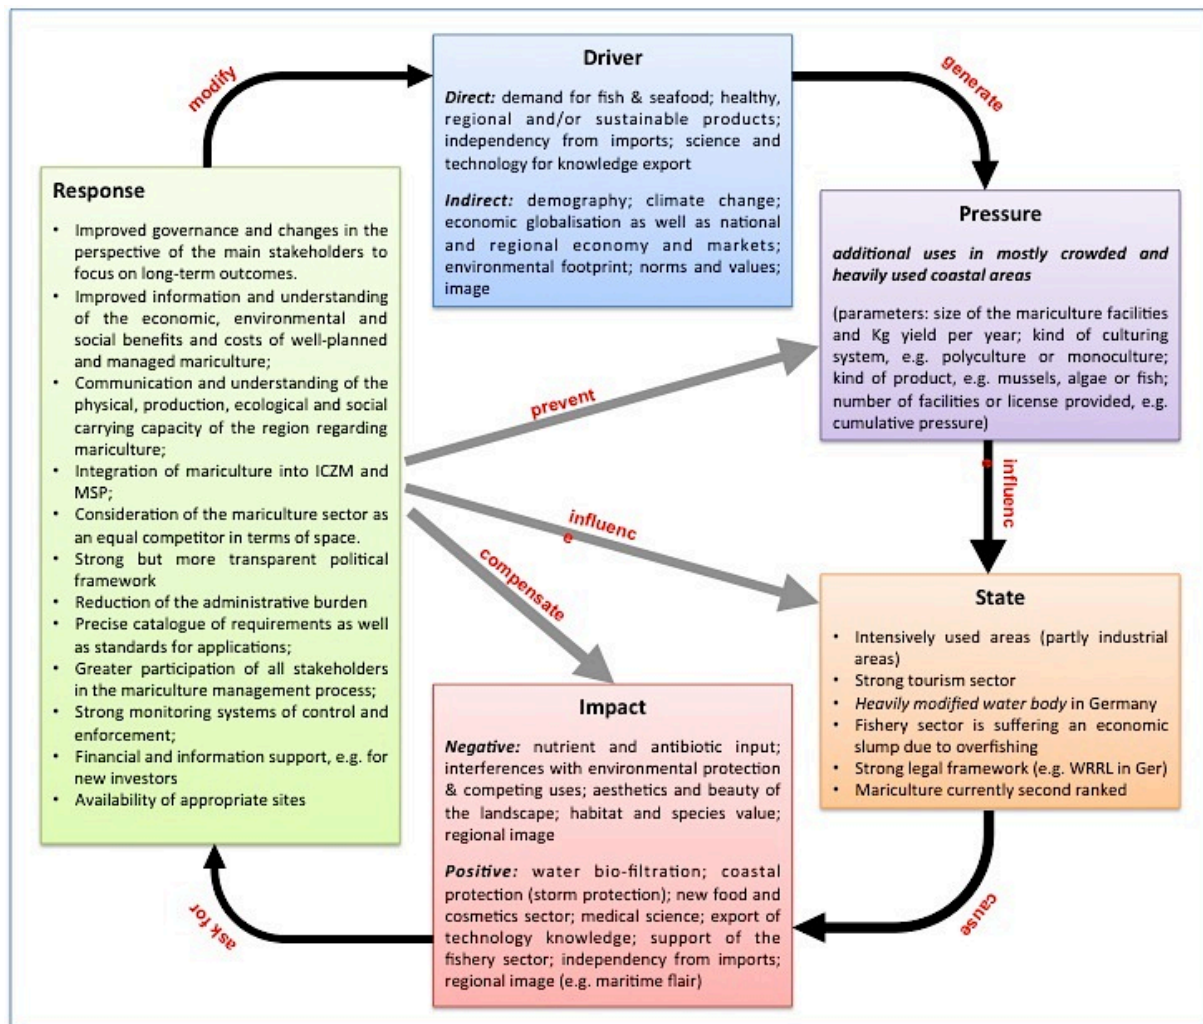 Driver
Direct: demand for fish & seafood; healthy,
regional and/or sustainable products;
independency from imports; science and
technology for knowledge export
Indirect: demography; climate change;
economic globalisation as well as national
and regional economy and markets;
environmental footprint; norms and values;
image
generate
Pressure
additional uses in mostly crowded and
heavily used coastal areas
(parameters: size of the mariculture facilities
and Kg yield per year; kind of culturing
system, e.g. polyculture or monoculture;
kind of product, e.g. mussels, algae or fish;
number of facilities or license provided, e.g.
cumulative pressure)
influenc
e
State
• Intensively used areas (partly industrial
areas)
• Strong tourism sector
• Heavily modified water body in Germany
• Fishery sector is suffering an economic
slump due to overfishing
• Strong legal framework (e.g. WRRL in Ger)
• Mariculture currently second ranked
cause
Impact
Negative: nutrient and antibiotic input;
interferences with environmental protection
& competing uses; aesthetics and beauty of
the landscape; habitat and species value;
regional image
Positive: water bio-filtration; coastal
protection (storm protection); new food and
cosmetics sector; medical science; export of
technology knowledge; support of the
fishery sector; independency from imports;
regional image (e.g. maritime flair)
ask for
Response
• Improved governance and changes in the
perspective of the main stakeholders to
focus on long-term outcomes.
• Improved information and understanding
of the economic, environmental and
social benefits and costs of well-planned
and managed mariculture;
• Communication and understanding of the
physical, production, ecological and social
carrying capacity of the region regarding
mariculture;
• Integration of mariculture into ICZM and
MSP;
• Consideration of the mariculture sector as
an equal competitor in terms of space.
• Strong but more transparent political
framework
• Reduction of the administrative burden
• Precise catalogue of requirements as well
as standards for applications;
• Greater participation of all stakeholders
in the mariculture management process;
• Strong monitoring systems of control and
enforcement;
• Financial and information support, e.g. for
new investors
• Availability of appropriate sites
modify
prevent
influenc
e
compensate